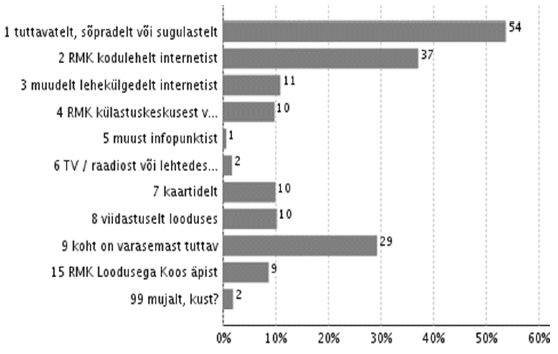 1 tuttavatelt, sõpradelt või sugulastelt 54
2 RMK kodulehelt internetist 37
3 muudelt lehekülgedelt internetist 11
4 RMK külastuskeskusest v... 10
5 muust infopunktist 1
6 TV / raadiost või lehtedes... 2
7 kaartidelt 10
8 viidastuselt looduses 10
9 koht on varasemast tuttav 29
15 RMK Loodusega Koos äpist 9
99 mujalt, kust? 2
0% 10% 20% 30% 40% 50% 60%